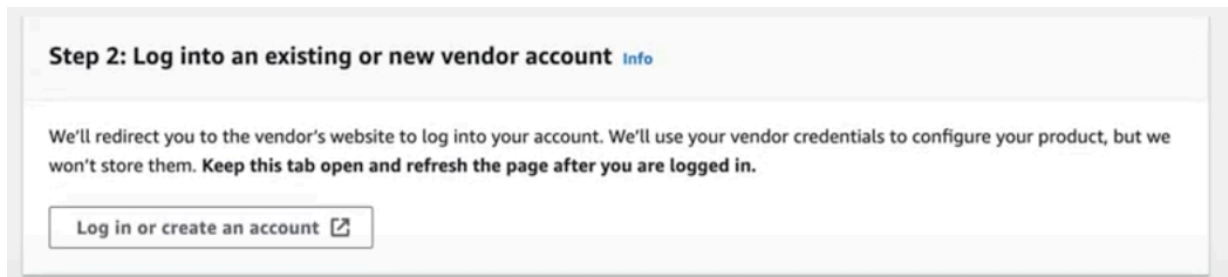 Step 2: Log into an existing or new vendor account Info
We'll redirect you to the vendor's website to log into your account. We'll use your vendor credentials to configure your product, but we
won't store them. Keep this tab open and refresh the page after you are logged in.
Log in or create an account